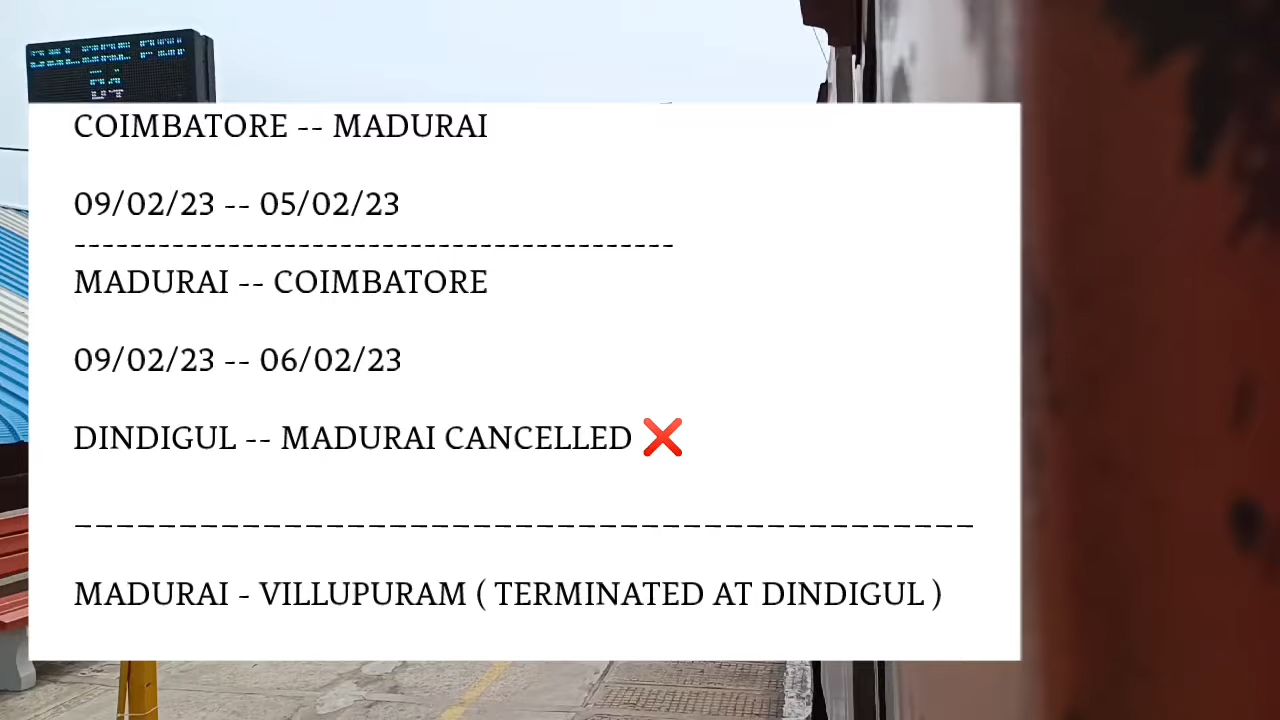 COIMBATORE -- MADURAI
09/02/23 -- 05/02/23
-------------------------------------------
MADURAI -- COIMBATORE
09/02/23 -- 06/02/23
DINDIGUL -- MADURAI CANCELLED ❌
___________________________________________
MADURAI - VILLUPURAM ( TERMINATED AT DINDIGUL )